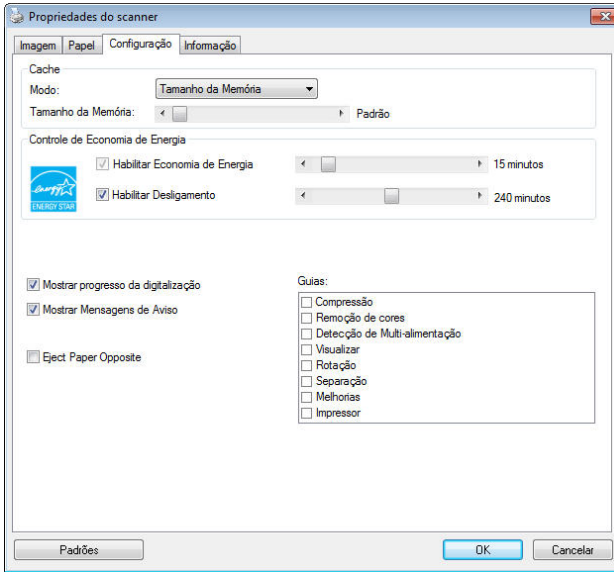 Propriedades do scanner
Imagem Papel Configuração Informação
Cache
Modo: Tamanho da Memória
Tamanho da Memória: Padrão
Controle de Economia de Energia
Habilitar Economia de Energia 15 minutos
energy
ENERGY STAR
Habilitar Desligamento 240 minutos
Mostrar progresso da digitalização
Mostrar Mensagens de Aviso
Eject Paper Opposite
Guias:
Compressão
Remoção de cores
Detecção de Multi-alimentação
Visualizar
Rotação
Separação
Melhorias
Impressor
Padrões OK Cancelar